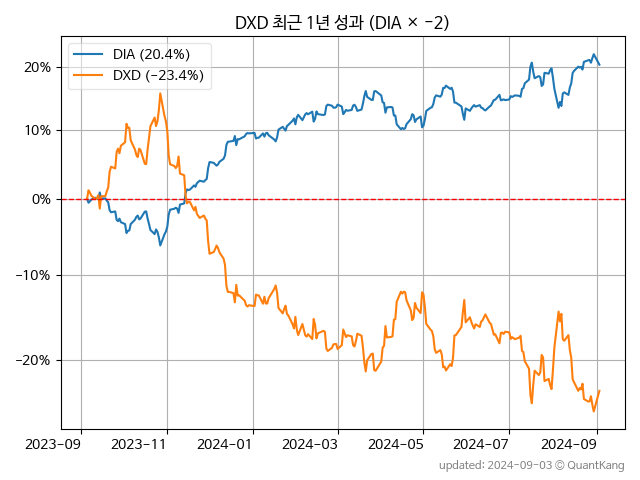 DXD 최근 1년 성과 (DIA × −2)
DIA (20.4%)
DXD (−23.4%)
20%
10%
0%
−10%
−20%
2023-09 2023-11 2024-01 2024-03 2024-05 2024-07 2024-09
updated: 2024-09-03 © QuantKang